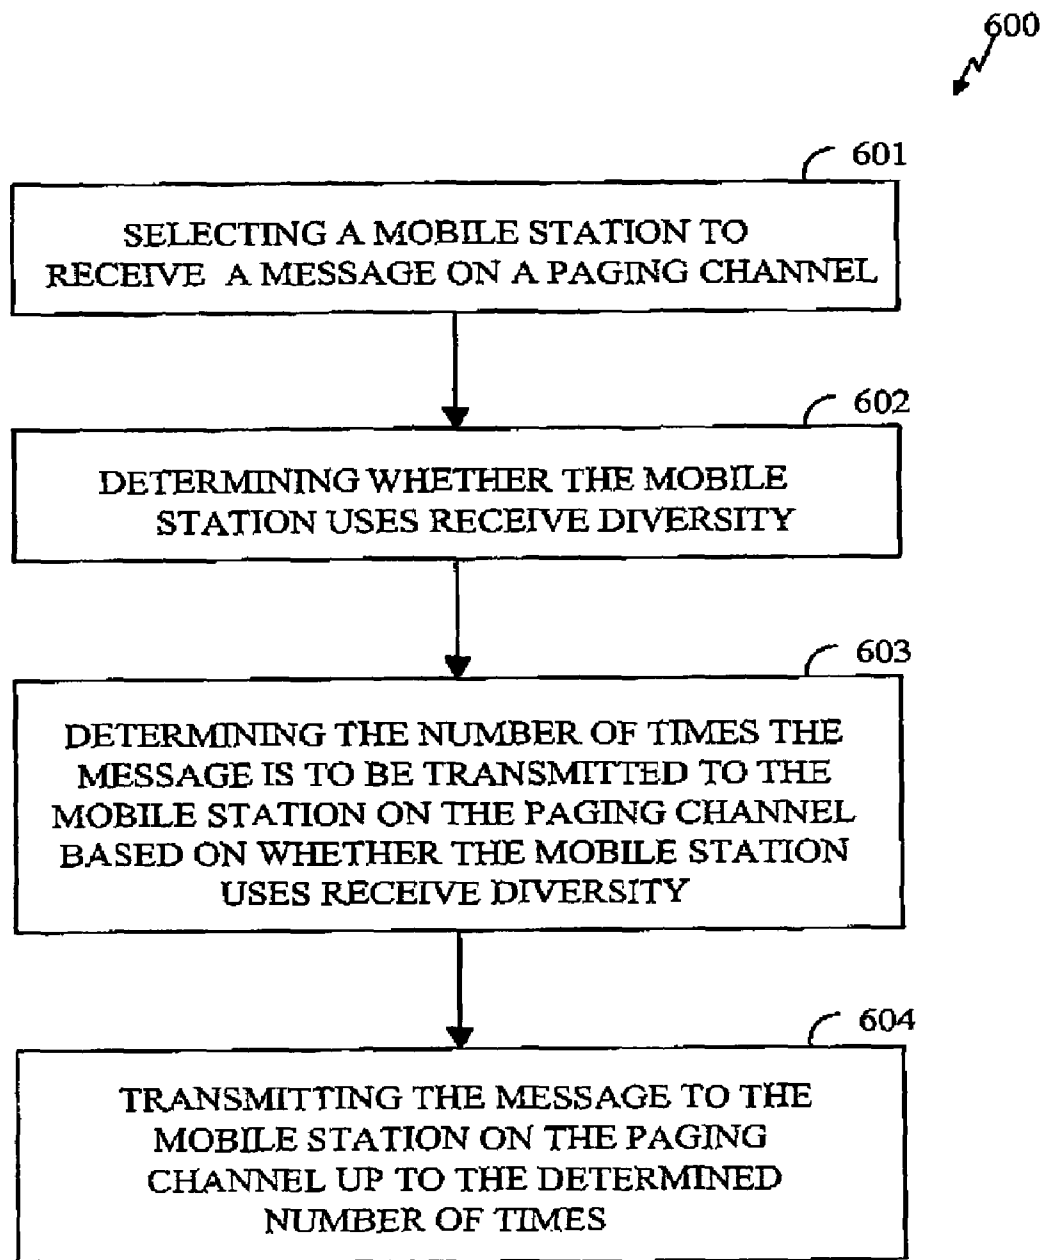 600
601
SELECTING A MOBILE STATION TO
RECEIVE A MESSAGE ON A PAGING CHANNEL
602
DETERMINING WHETHER THE MOBILE
STATION USES RECEIVE DIVERSITY
603
DETERMINING THE NUMBER OF TIMES THE
MESSAGE IS TO BE TRANSMITTED TO THE
MOBILE STATION ON THE PAGING CHANNEL
BASED ON WHETHER THE MOBILE STATION
USES RECEIVE DIVERSITY
604
TRANSMITTING THE MESSAGE TO THE
MOBILE STATION ON THE PAGING
CHANNEL UP TO THE DETERMINED
NUMBER OF TIMES